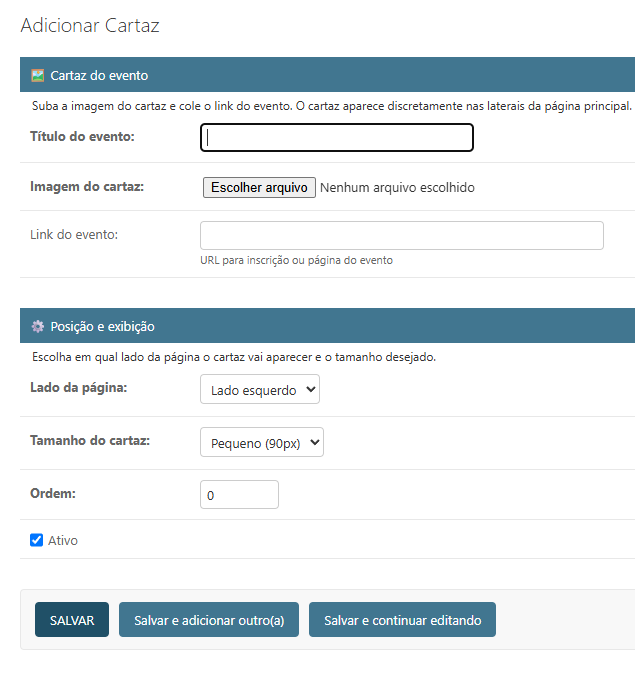 Adicionar Cartaz
Cartaz do evento
Suba a imagem do cartaz e cole o link do evento. O cartaz aparece discretamente nas laterais da página principal.
Título do evento:
Imagem do cartaz: Escolher arquivo Nenhum arquivo escolhido
Link do evento:
URL para inscrição ou página do evento
Posição e exibição
Escolha em qual lado da página o cartaz vai aparecer e o tamanho desejado.
Lado da página: Lado esquerdo
Tamanho do cartaz: Pequeno (90px)
Ordem: 0
Ativo
SALVAR Salvar e adicionar outro(a) Salvar e continuar editando